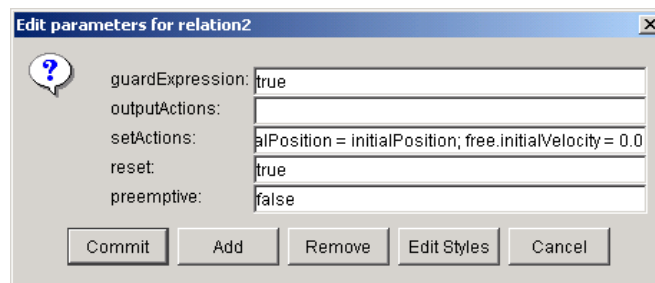 Edit parameters for relation2
guardExpression: true
outputActions:
setActions: alPosition = initialPosition; free.initialVelocity = 0.0
reset: true
preemptive: false
Commit Add Remove Edit Styles Cancel